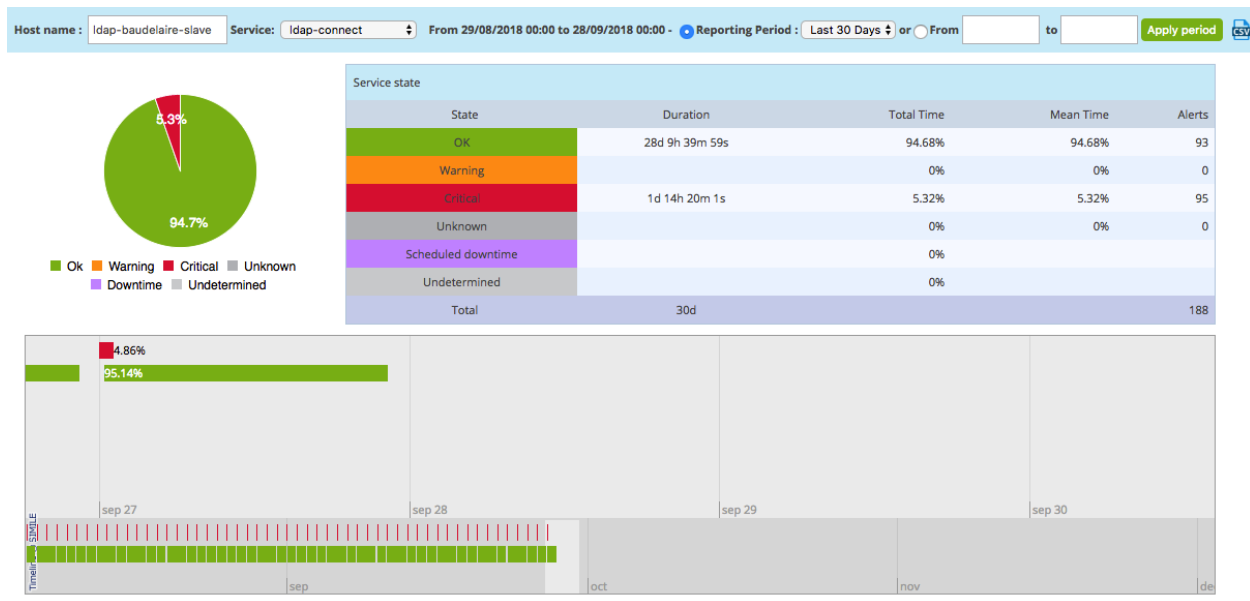 Host name : ldap-baudelaire-slave Service: ldap-connect From 29/08/2018 00:00 to 28/09/2018 00:00 - Reporting Period : Last 30 Days or From to Apply period CSV
Service state
State Duration Total Time Mean Time Alerts
OK 28d 9h 39m 59s 94.68% 94.68% 93
Warning 0% 0% 0
Critical 1d 14h 20m 1s 5.32% 5.32% 95
Unknown 0% 0% 0
Scheduled downtime 0%
Undetermined 0%
Total 30d 188
5.3%
94.7%
Ok Warning Critical Unknown
Downtime Undetermined
4.86%
95.14%
sep 27 sep 28 sep 29 sep 30
SIMILE
sep oct nov